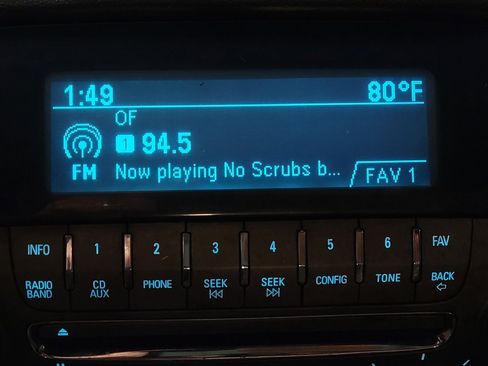 1:49 80°F
OF
1 94.5
FM Now playing No Scrubs b... FAV 1
INFO 1 2 3 4 5 6 FAV
RADIO BAND CD AUX PHONE SEEK SEEK CONFIG TONE BACK